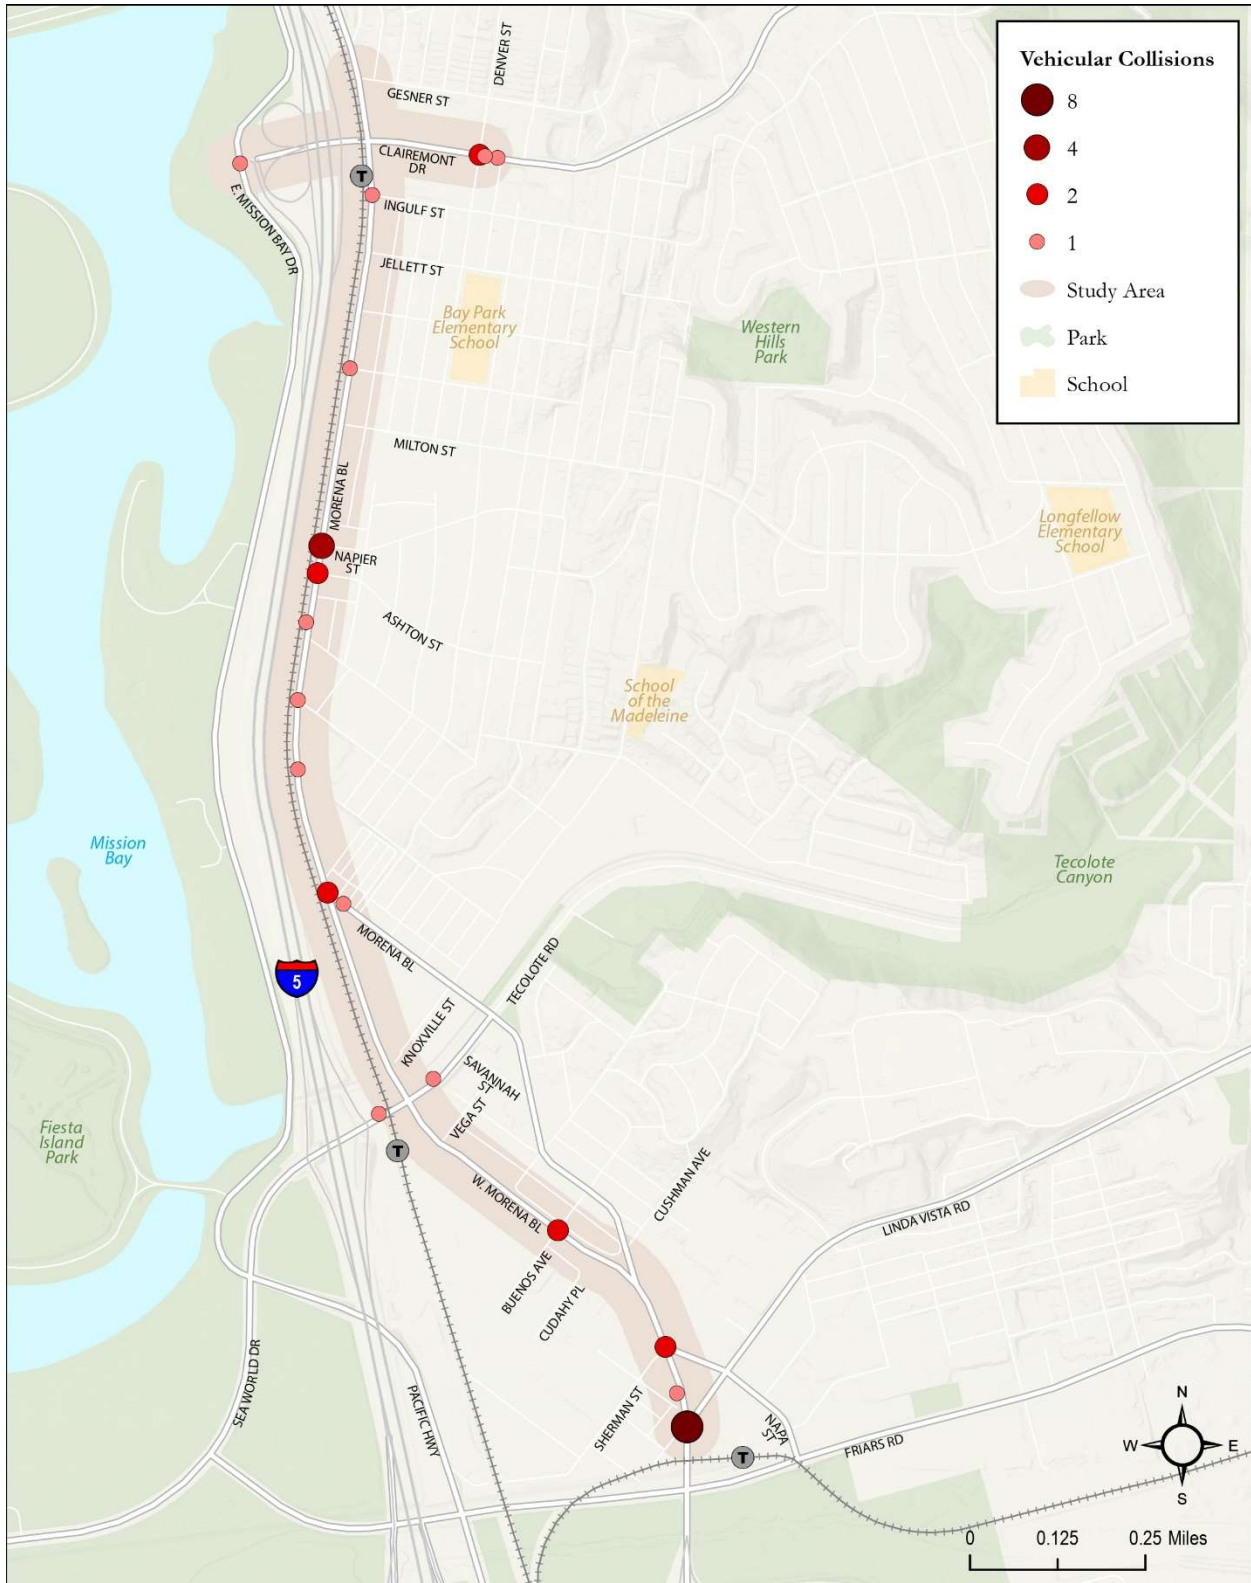 Vehicular Collisions
8
4
2
1
Study Area
Park
School
DENVER ST
GESNER ST
CLAIREMONT
DR
T
E. MISSION BAY DR
INGULF ST
JELLETT ST
Bay Park
Elementary
School
Western
Hills
Park
MILTON ST
MORENA BL
NAPIER
ST
Longfellow
Elementary
School
ASHTON ST
School
of the
Madeleine
Mission
Bay
Tecolote
Canyon
MORENA BL
TECOLOTE RD
5
KNOXVILLE ST
SAVANNAH
ST
VEGA ST
Fiesta
Island
Park
T
CUSHMAN AVE
W. MORENA BL
LINDA VISTA RD
BUENOS AVE
CUDAHY PL
SEA WORLD DR
PACIFIC HWY
SHERMAN ST
NAPA
ST
FRIARS RD
T
N
W
E
S
0
0.125
0.25 Miles